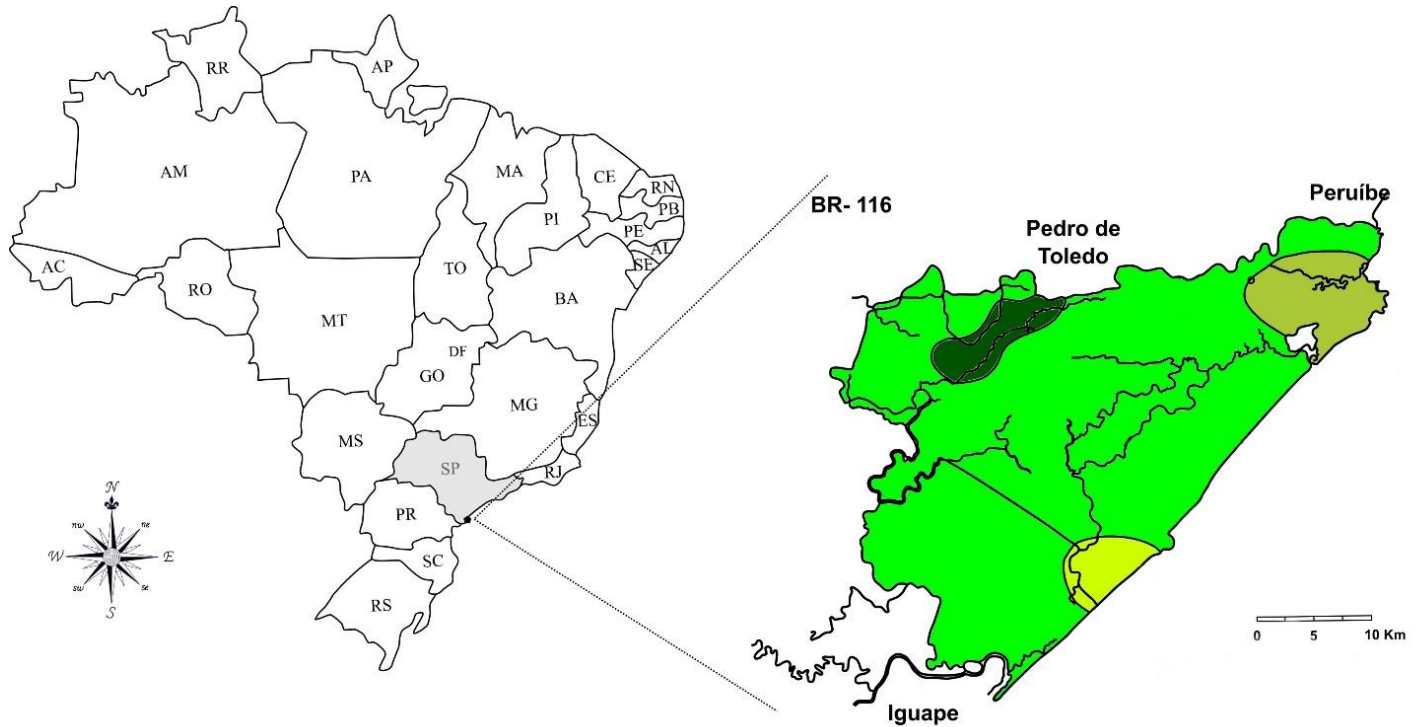 RR
AP
AM
PA
MA
CE
RN
PB
PI
PE
AL
SE
AC
RO
TO
BA
MT
DF
GO
MG
ES
MS
SP
RJ
PR
SC
RS
N
nw
ne
W
E
sw
se
S
BR- 116
Pedro de
Toledo
Peruíbe
Iguape
0 5 10 Km